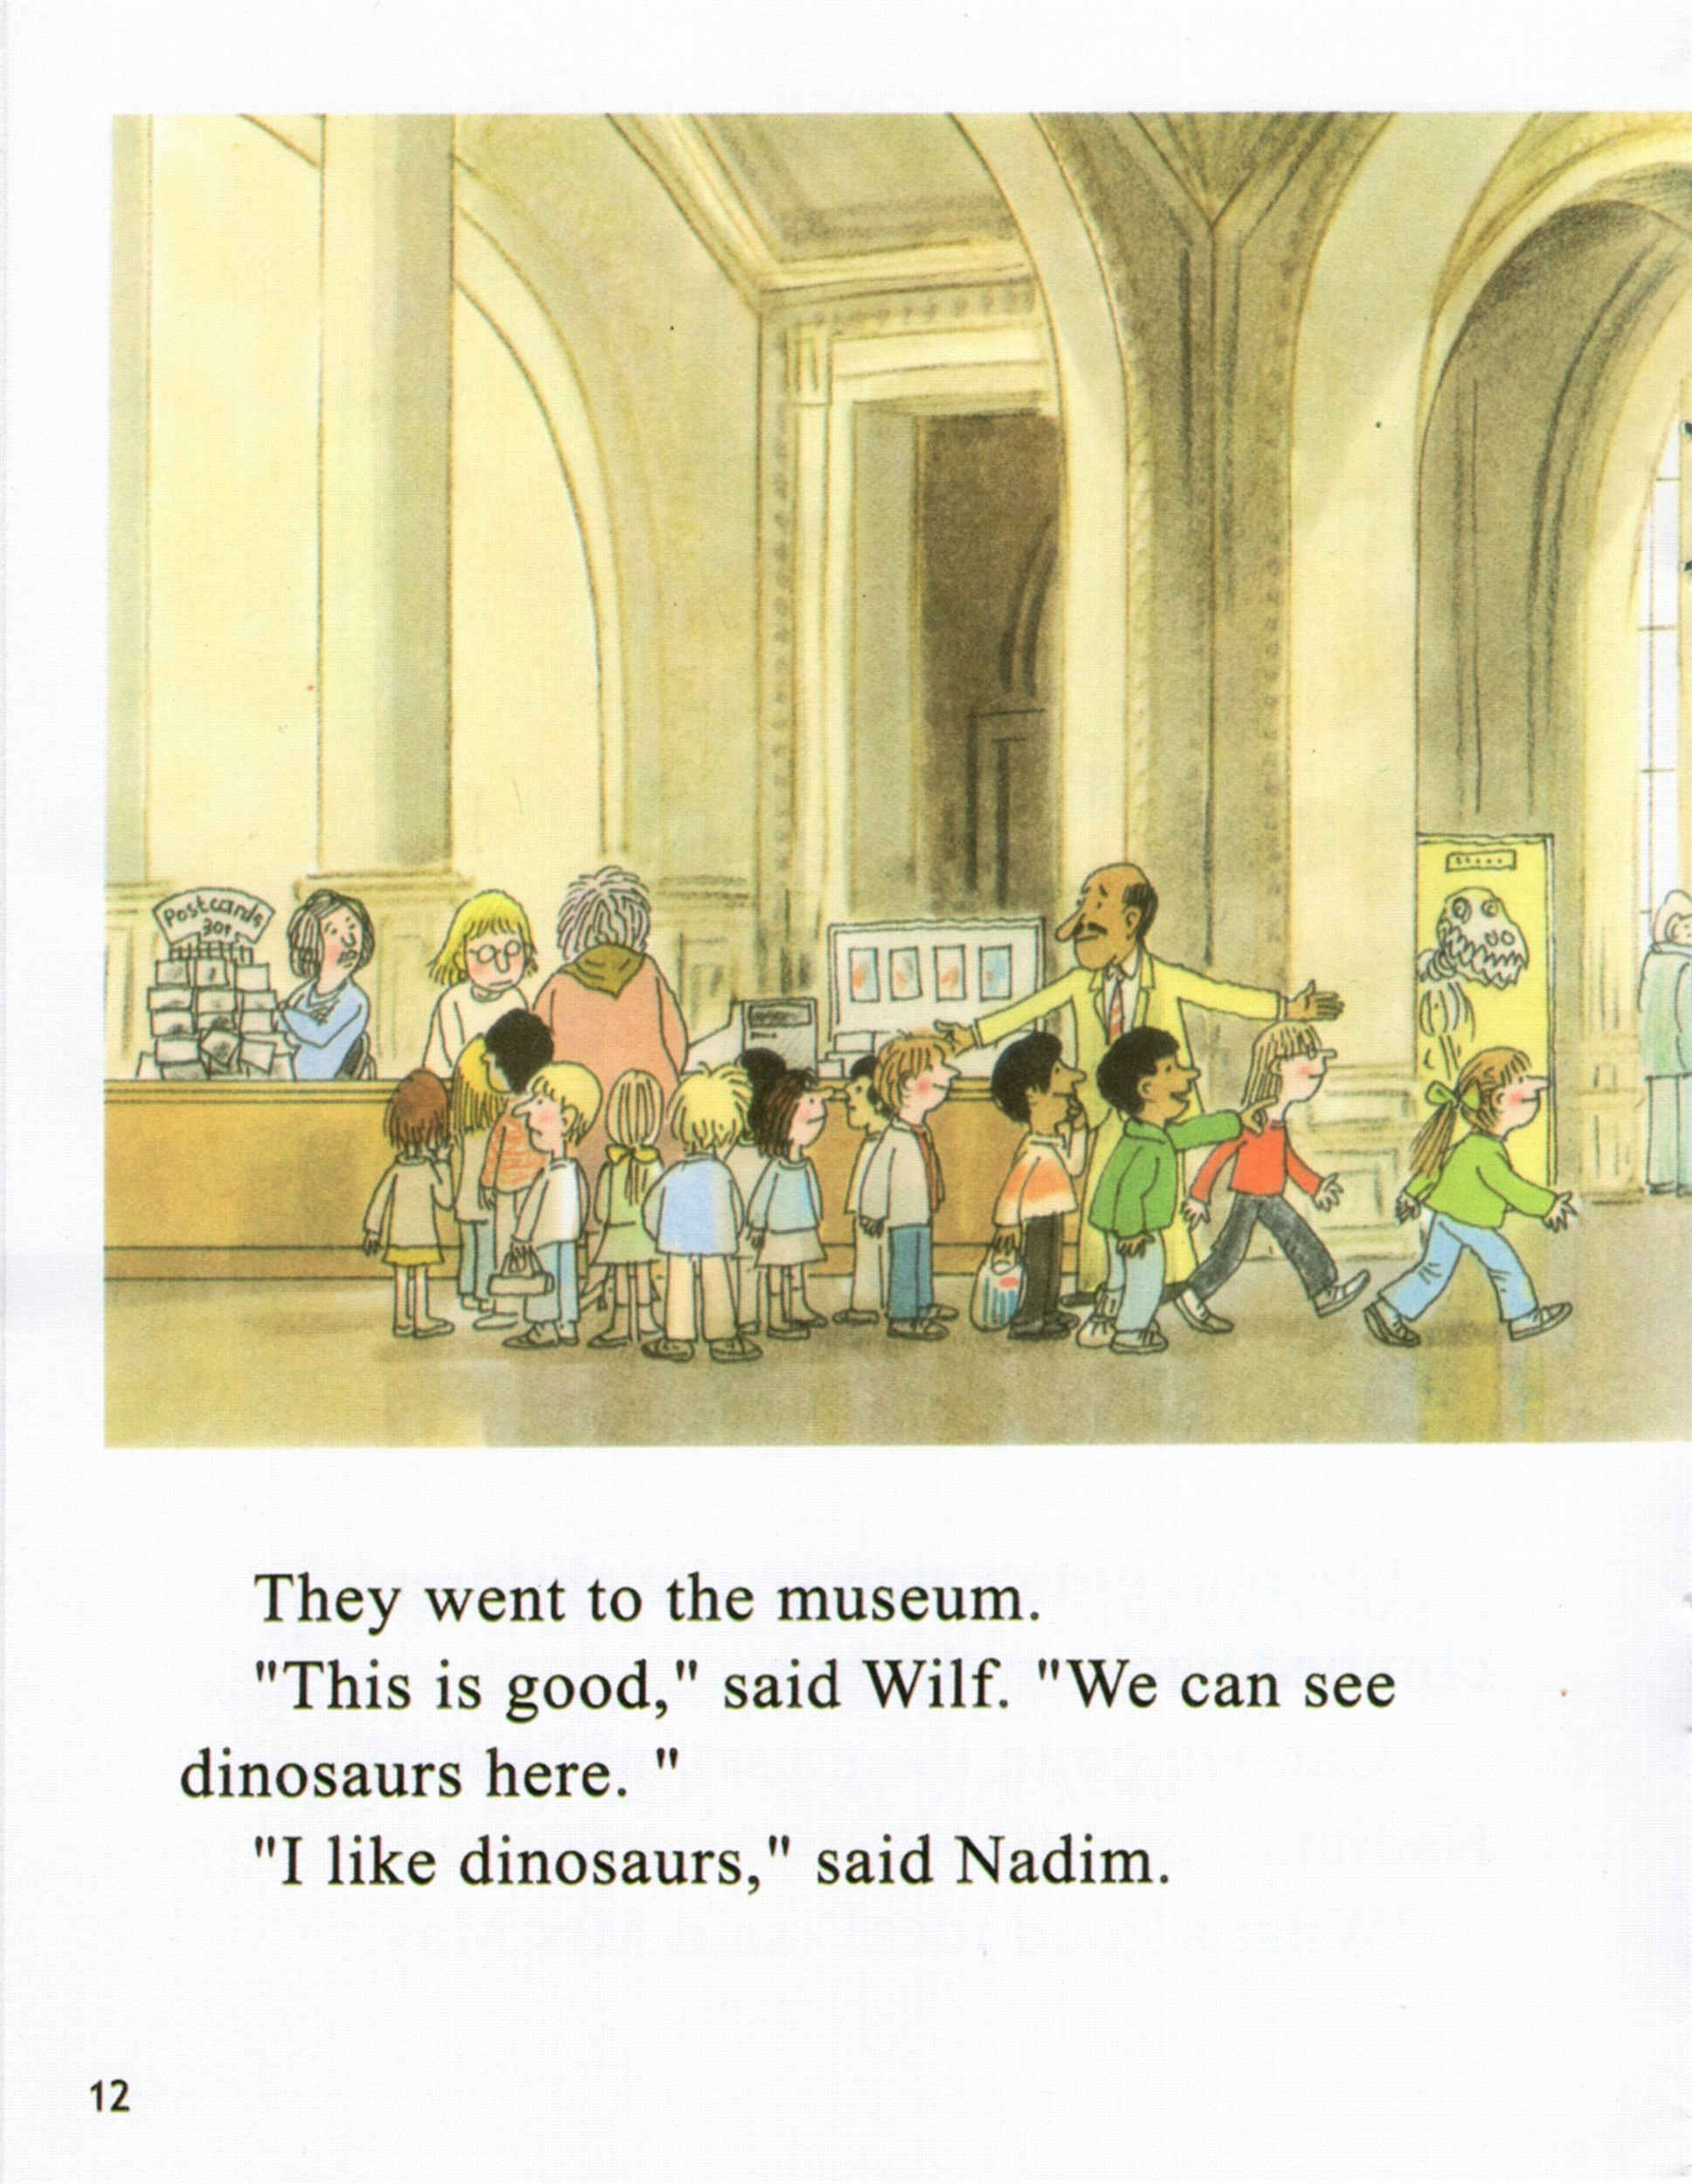 Postcards
30p
They went to the museum.
"This is good," said Wilf. "We can see
dinosaurs here. "
"I like dinosaurs," said Nadim.
12